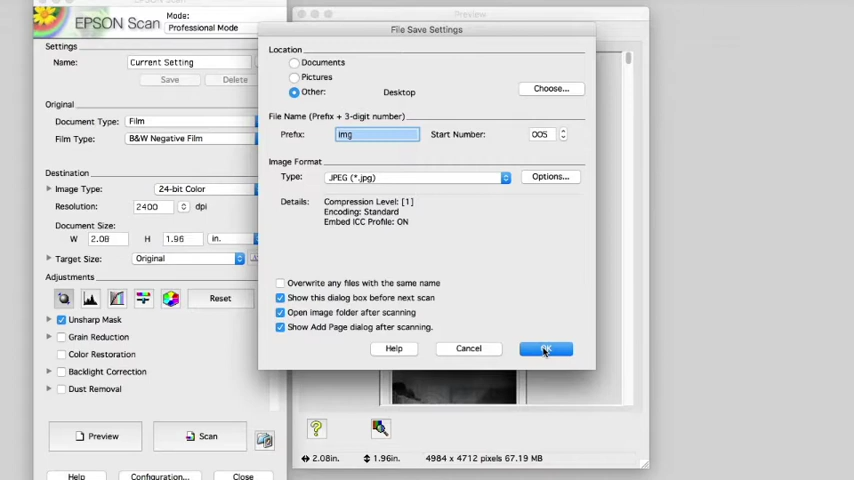 EPSON Scan
Mode:
Professional Mode
Settings
Name: Current Setting
Save Delete
Original
Document Type: Film
Film Type: B&W Negative Film
Destination
Image Type: 24-bit Color
Resolution: 2400 dpi
Document Size:
W 2.08 H 1.96 in.
Target Size: Original
Adjustments
Reset
Unsharp Mask
Grain Reduction
Color Restoration
Backlight Correction
Dust Removal
Preview Scan
Help Configuration... Close
Preview
File Save Settings
Location
Documents
Pictures
Other: Desktop Choose...
File Name (Prefix + 3-digit number)
Prefix: img Start Number: 005
Image Format
Type: JPEG (*.jpg) Options...
Details: Compression Level: [1]
Encoding: Standard
Embed ICC Profile: ON
Overwrite any files with the same name
Show this dialog box before next scan
Open image folder after scanning
Show Add Page dialog after scanning.
Help Cancel OK
2.08in. 1.96in. 4984 x 4712 pixels 67.19 MB